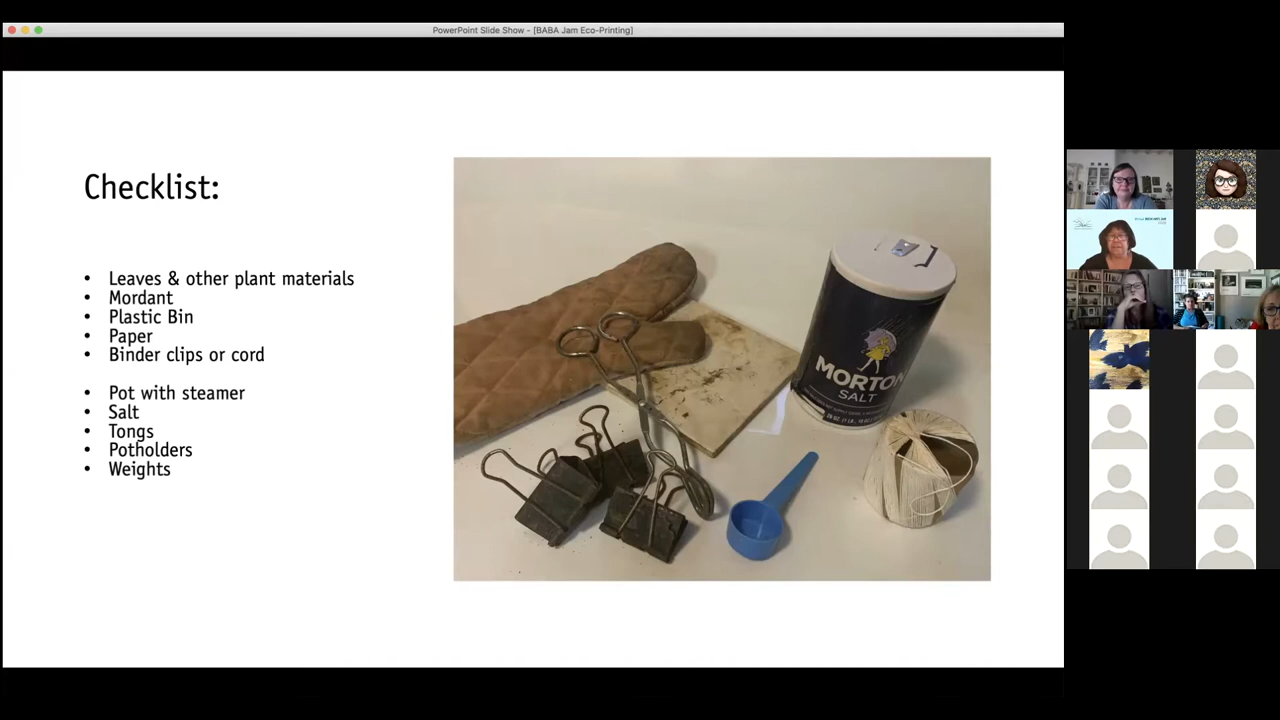 PowerPoint Slide Show - [BABA Jam Eco-Printing]
Checklist:
• Leaves & other plant materials
• Mordant
• Plastic Bin
• Paper
• Binder clips or cord
• Pot with steamer
• Salt
• Tongs
• Potholders
• Weights
MORTON
SALT